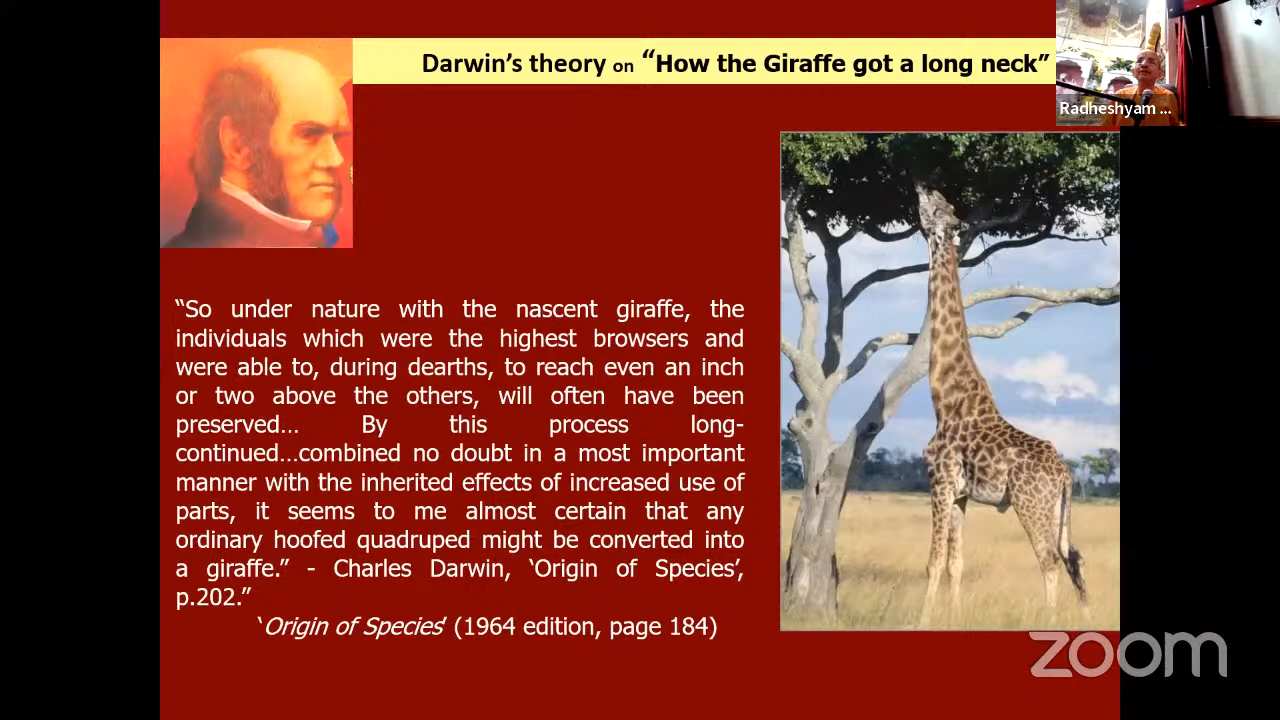 Darwin’s theory on “How the Giraffe got a long neck”
Radheshyam ...
“So under nature with the nascent giraffe, the
individuals which were the highest browsers and
were able to, during dearths, to reach even an inch
or two above the others, will often have been
preserved… By this process long-
continued…combined no doubt in a most important
manner with the inherited effects of increased use of
parts, it seems to me almost certain that any
ordinary hoofed quadruped might be converted into
a giraffe.” - Charles Darwin, ‘Origin of Species’,
p.202.”
‘Origin of Species’ (1964 edition, page 184)
zoom